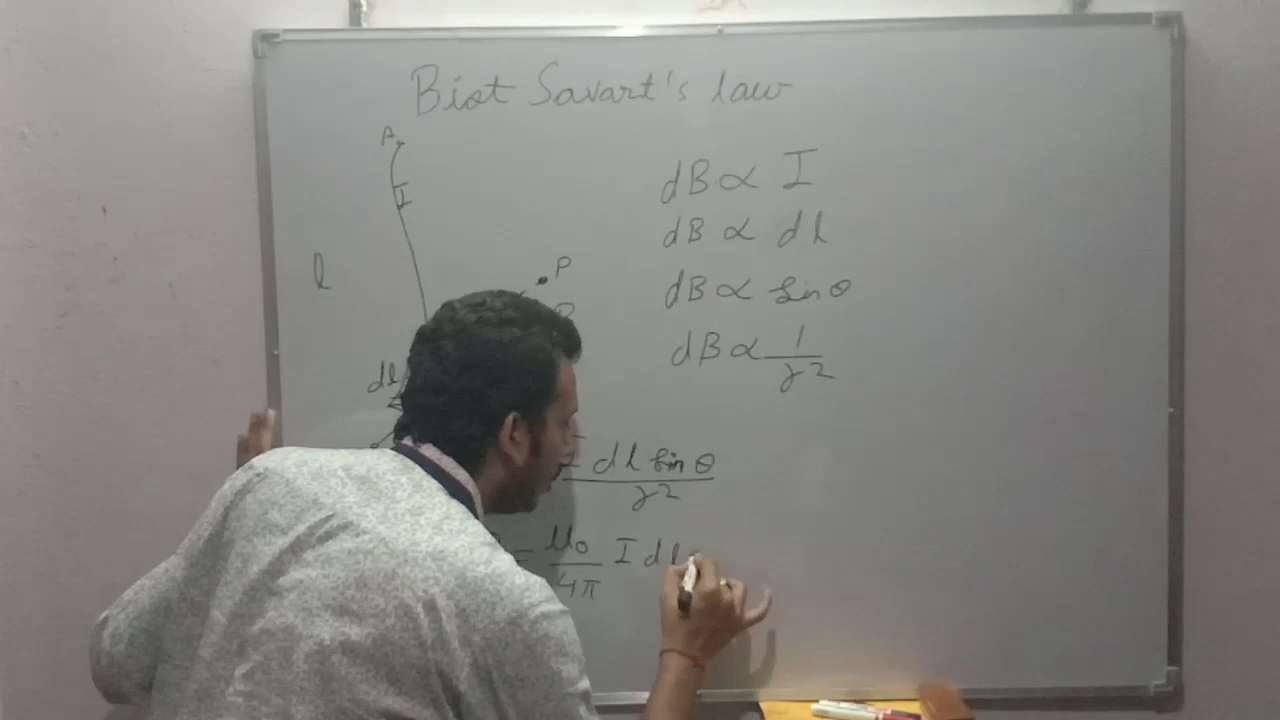 Biot Savart's law
A
I
l
P
dl
dB ∝ I
dB ∝ dl
dB ∝ Sin θ
dB ∝ 1/r²
I dl Sin θ / r²
= μ₀/4π I dl